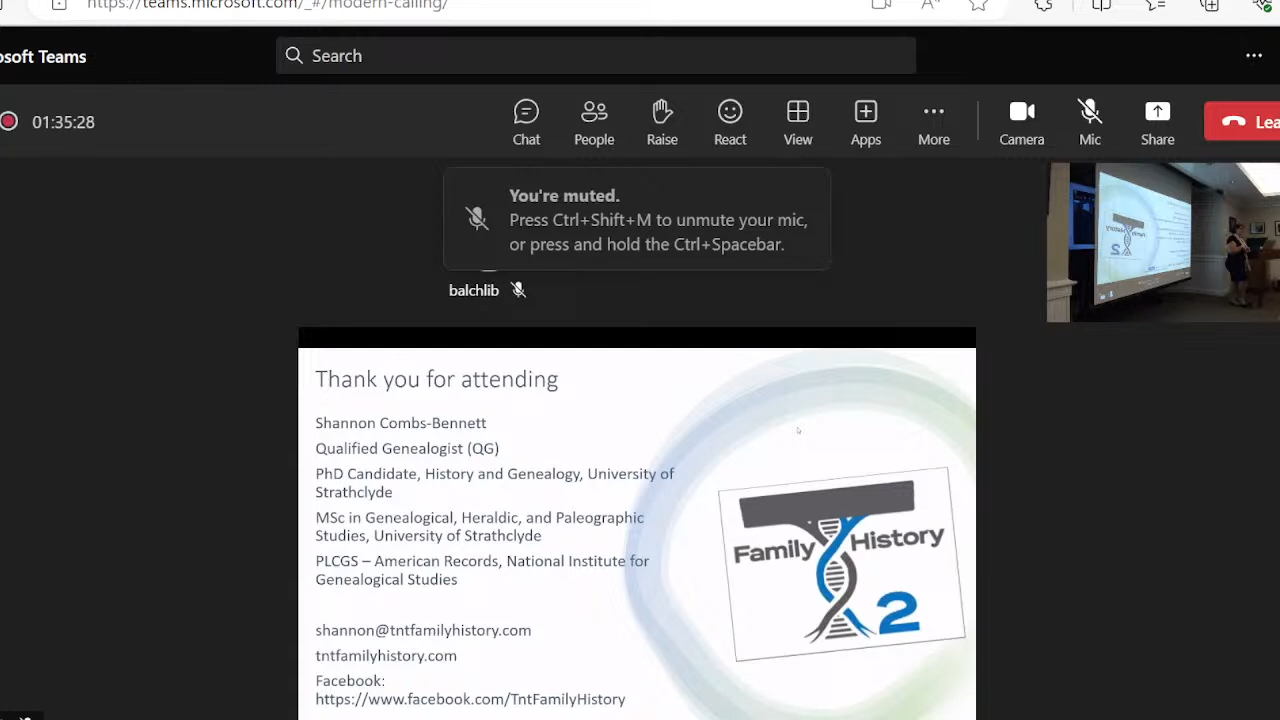 https://teams.microsoft.com/_#/modern-calling/
osoft Teams
Search
01:35:28
Chat
People
Raise
React
View
Apps
More
Camera
Mic
Share
Lea
You're muted.
Press Ctrl+Shift+M to unmute your mic,
or press and hold the Ctrl+Spacebar.
balchlib
Thank you for attending
Shannon Combs-Bennett
Qualified Genealogist (QG)
PhD Candidate, History and Genealogy, University of
Strathclyde
MSc in Genealogical, Heraldic, and Paleographic
Studies, University of Strathclyde
PLCGS – American Records, National Institute for
Genealogical Studies
shannon@tntfamilyhistory.com
tntfamilyhistory.com
Facebook:
https://www.facebook.com/TntFamilyHistory
Family History
2